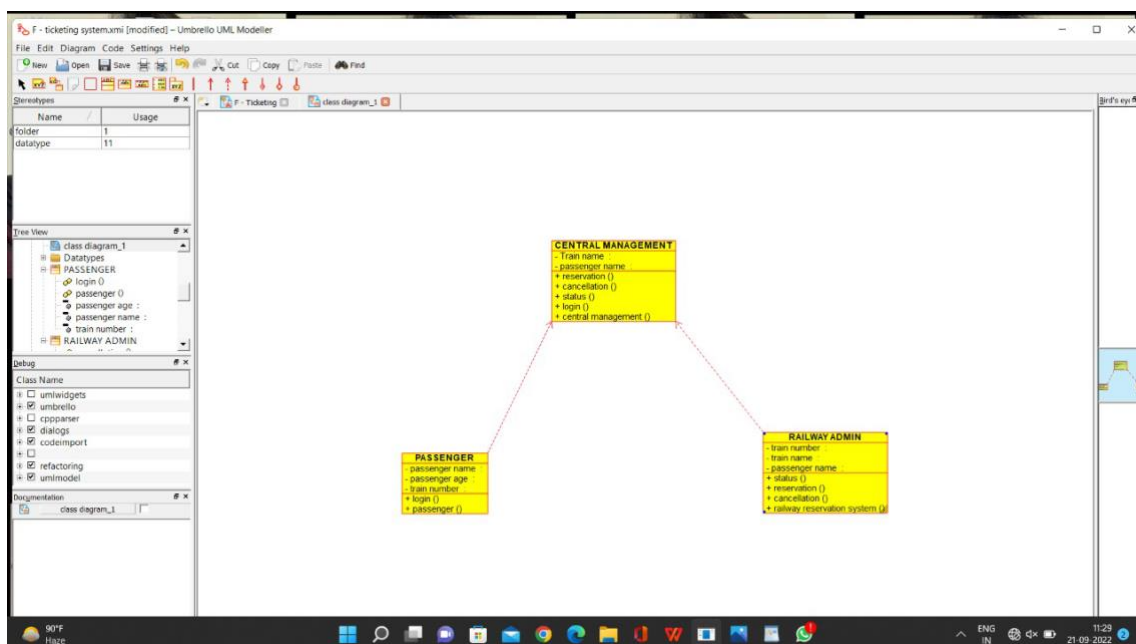 F - ticketing system.xmi [modified] – Umbrello UML Modeller
File Edit Diagram Code Settings Help
New Open Save Cut Copy Paste Find
Stereotypes
Name Usage
folder 1
datatype 11
Tree View
class diagram_1
Datatypes
PASSENGER
login ()
passenger ()
passenger age :
passenger name :
train number :
RAILWAY ADMIN
Debug
Class Name
umlwidgets
umbrello
cppparser
dialogs
codeimport
refactoring
umlmodel
Documentation
class diagram_1
F - Ticketing class diagram_1
CENTRAL MANAGEMENT
- Train name :
- passenger name :
+ reservation ()
+ cancellation ()
+ status ()
+ login ()
+ central management ()
PASSENGER
- passenger name :
- passenger age :
- train number :
+ login ()
+ passenger ()
RAILWAY ADMIN
- train number :
- train name :
- passenger name :
+ status ()
+ reservation ()
+ cancellation ()
+ railway reservation system ()
Bird's eye
90°F
Haze
ENG
IN
11:29
21-09-2022